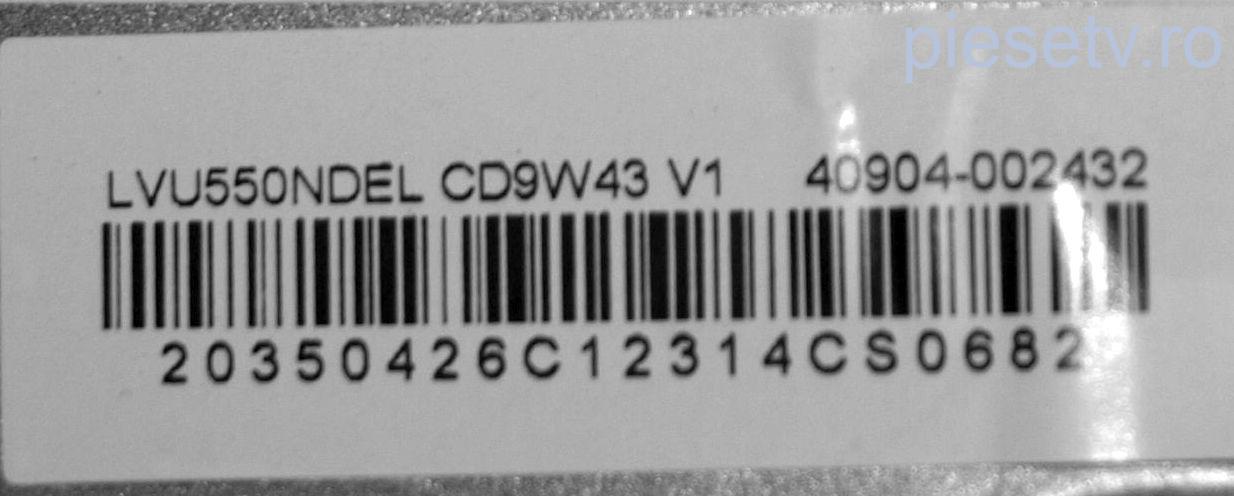 piesetv.ro
LVU550NDEL CD9W43 V1 40904-002432
20350426C12314CS0682